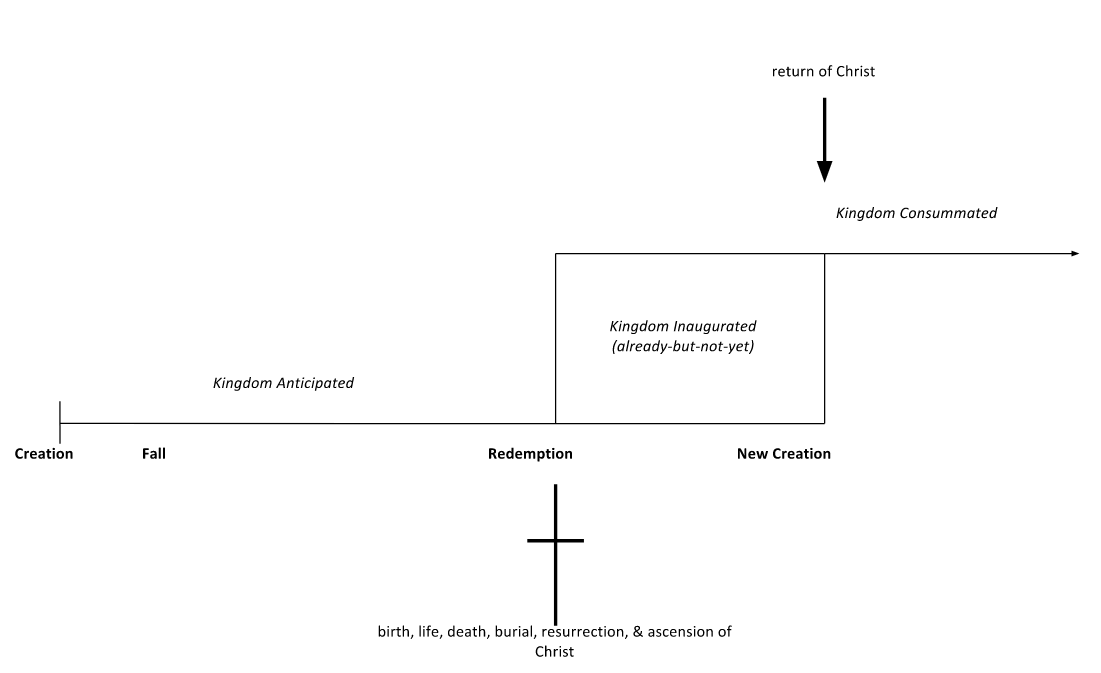 return of Christ
Kingdom Consummated
Kingdom Inaugurated
(already-but-not-yet)
Kingdom Anticipated
Creation
Fall
Redemption
New Creation
birth, life, death, burial, resurrection, & ascension of
Christ